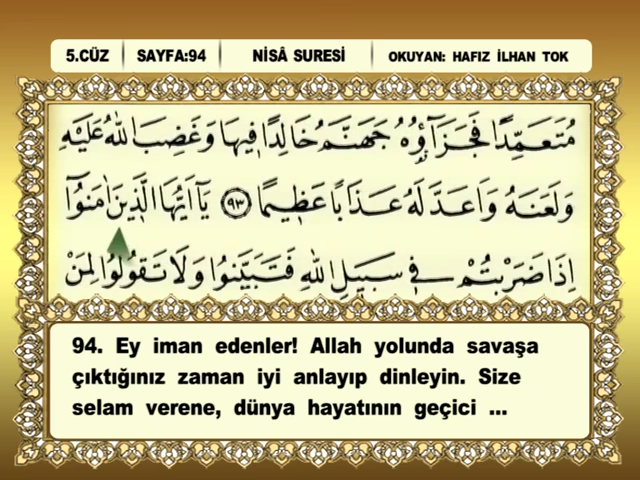 5.CÜZ SAYFA:94 NİSÂ SURESİ OKUYAN: HAFIZ İLHAN TOK
مُتَعَمِّدًا فَجَزَٓاؤُ۬هُ جَهَنَّمُ خَالِدًا ف۪يهَا وَغَضِبَ اللّٰهُ عَلَيْهِ
وَلَعَنَهُ وَاَعَدَّ لَهُ عَذَابًا عَظ۪يمًا ﴿٩٣﴾ يَٓا اَيُّهَا الَّذ۪ينَ اٰمَنُٓوا
اِذَا ضَرَبْتُمْ ف۪ي سَب۪يلِ اللّٰهِ فَتَبَيَّنُوا وَلَا تَقُولُوا لِمَنْ
94. Ey iman edenler! Allah yolunda savaşa
çıktığınız zaman iyi anlayıp dinleyin. Size
selam verene, dünya hayatının geçici ...